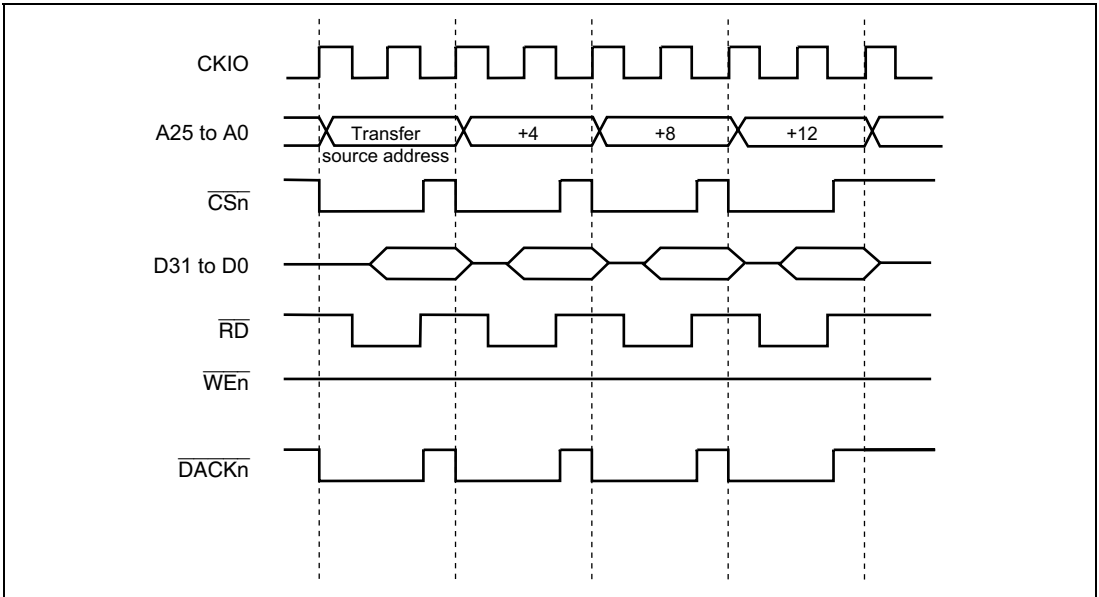 CKIO
A25 to A0
Transfer
source address
+4
+8
+12
CSn
D31 to D0
RD
WEn
DACKn